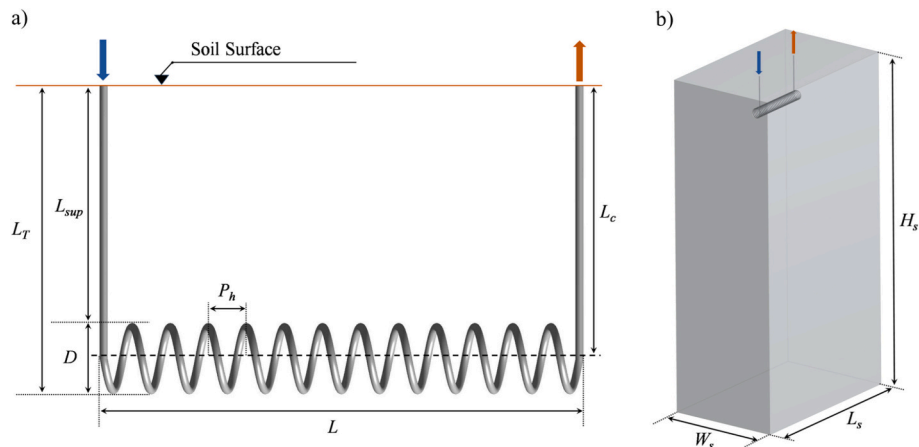 a)
b)
Soil Surface
L_sup
L_T
L_c
H_s
P_h
D
L
L_s
W_s